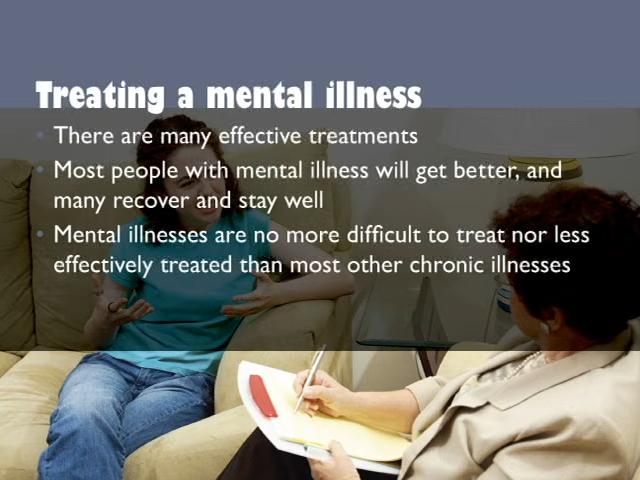 Treating a mental illness
• There are many effective treatments
• Most people with mental illness will get better, and
many recover and stay well
• Mental illnesses are no more difficult to treat nor less
effectively treated than most other chronic illnesses